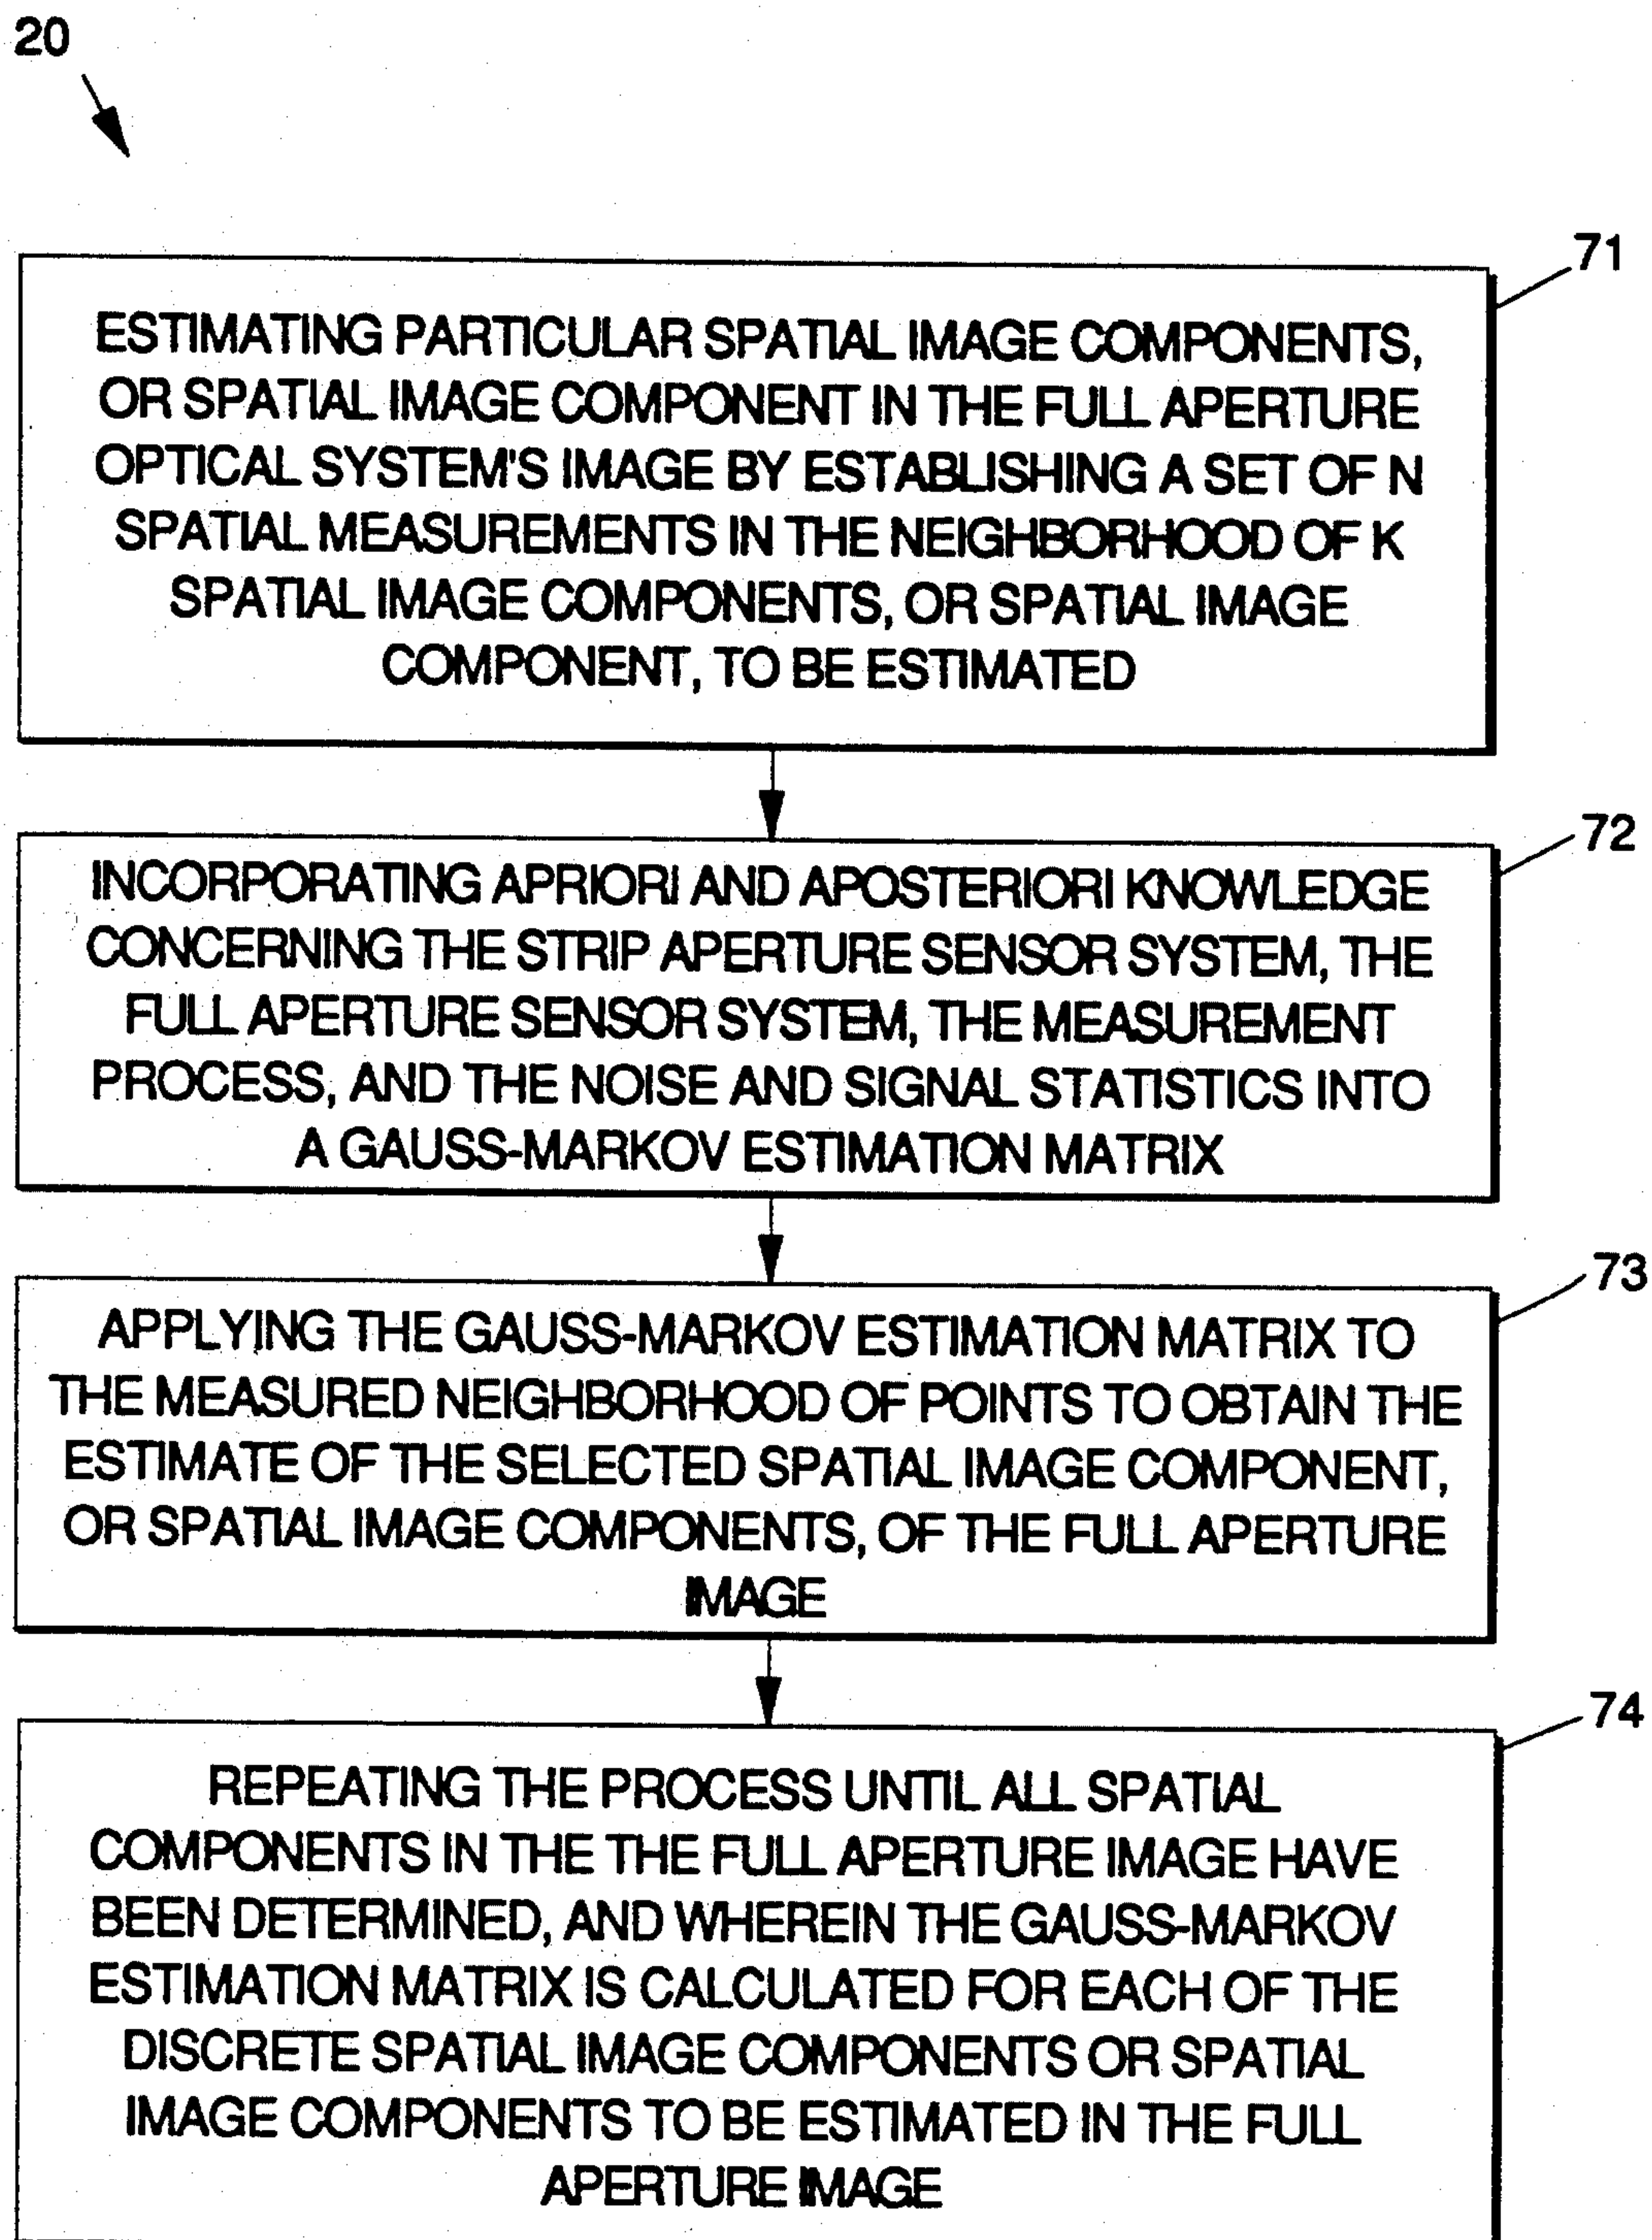 20
71
ESTIMATING PARTICULAR SPATIAL IMAGE COMPONENTS,
OR SPATIAL IMAGE COMPONENT IN THE FULL APERTURE
OPTICAL SYSTEM'S IMAGE BY ESTABLISHING A SET OF N
SPATIAL MEASUREMENTS IN THE NEIGHBORHOOD OF K
SPATIAL IMAGE COMPONENTS, OR SPATIAL IMAGE
COMPONENT, TO BE ESTIMATED
72
INCORPORATING APRIORI AND APOSTERIORI KNOWLEDGE
CONCERNING THE STRIP APERTURE SENSOR SYSTEM, THE
FULL APERTURE SENSOR SYSTEM, THE MEASUREMENT
PROCESS, AND THE NOISE AND SIGNAL STATISTICS INTO
A GAUSS-MARKOV ESTIMATION MATRIX
73
APPLYING THE GAUSS-MARKOV ESTIMATION MATRIX TO
THE MEASURED NEIGHBORHOOD OF POINTS TO OBTAIN THE
ESTIMATE OF THE SELECTED SPATIAL IMAGE COMPONENT,
OR SPATIAL IMAGE COMPONENTS, OF THE FULL APERTURE
IMAGE
74
REPEATING THE PROCESS UNTIL ALL SPATIAL
COMPONENTS IN THE THE FULL APERTURE IMAGE HAVE
BEEN DETERMINED, AND WHEREIN THE GAUSS-MARKOV
ESTIMATION MATRIX IS CALCULATED FOR EACH OF THE
DISCRETE SPATIAL IMAGE COMPONENTS OR SPATIAL
IMAGE COMPONENTS TO BE ESTIMATED IN THE FULL
APERTURE IMAGE